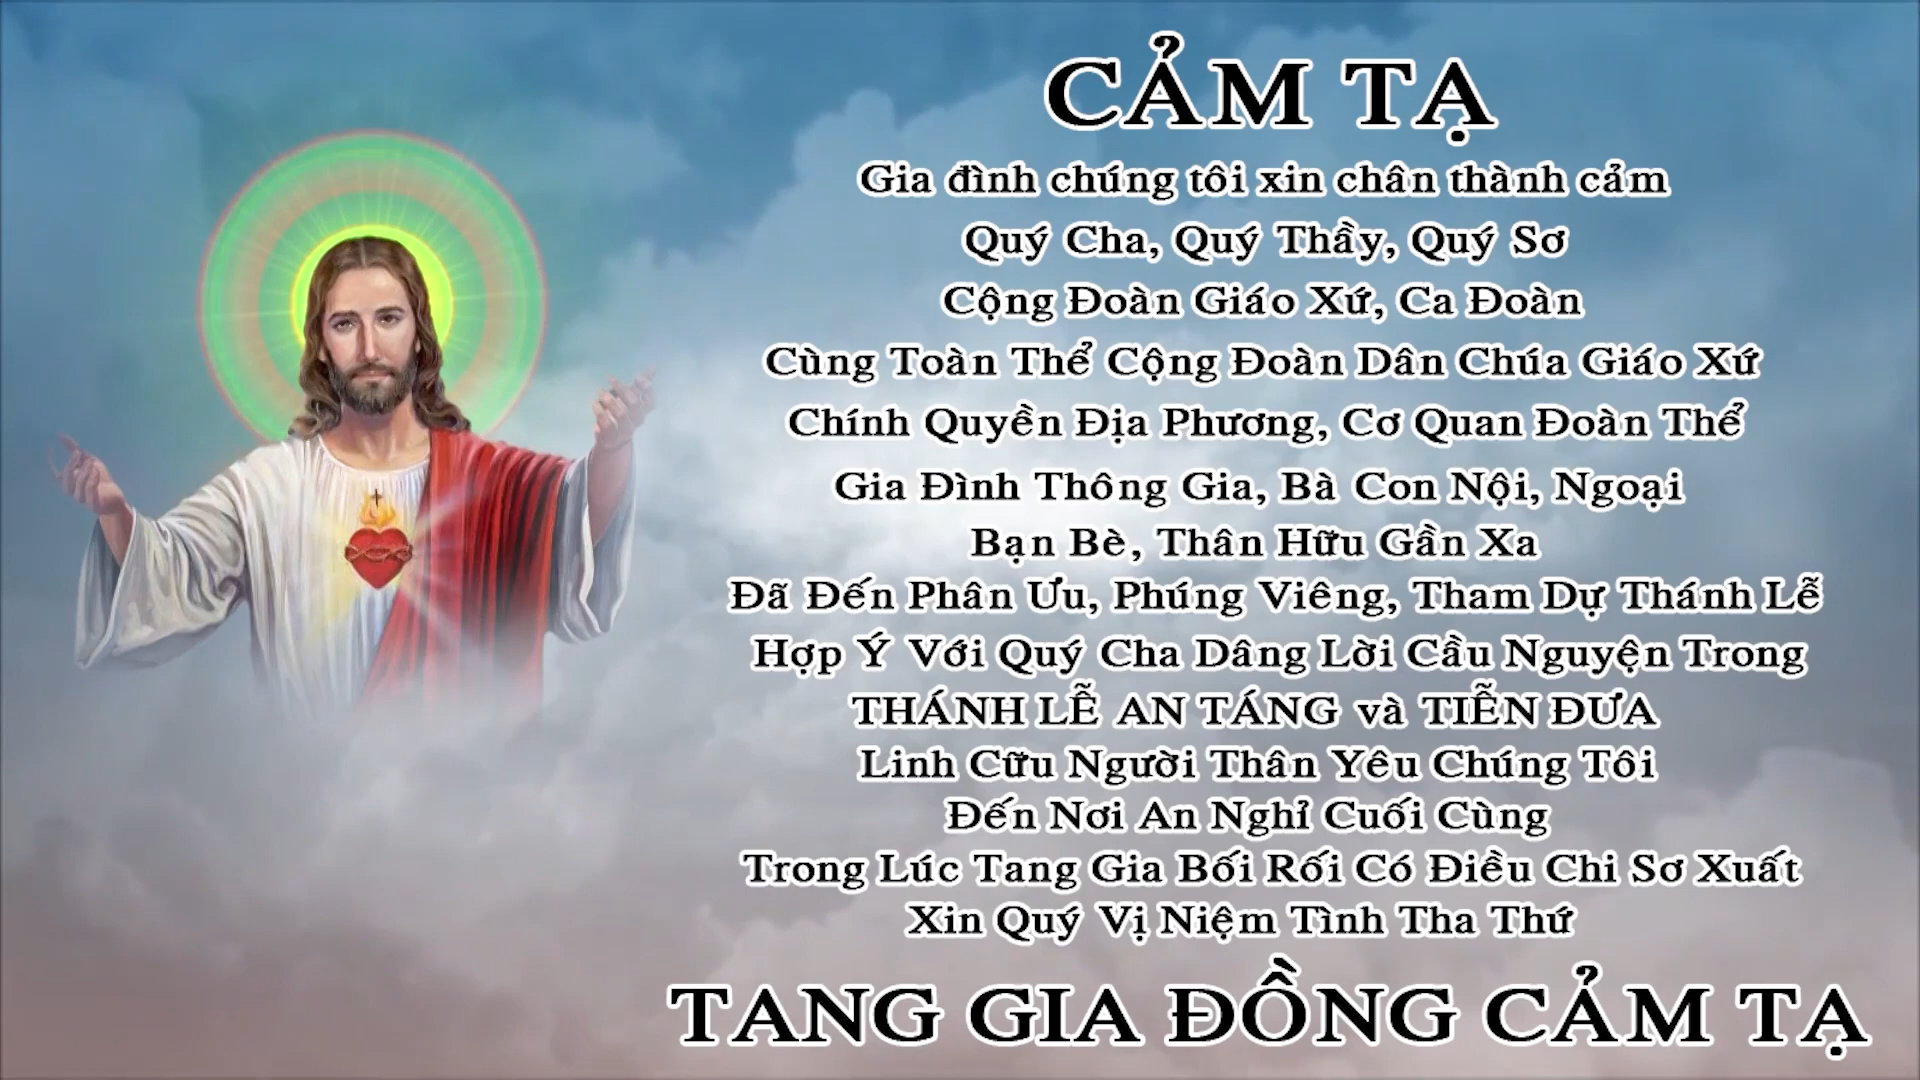 CẢM TẠ
Gia đình chúng tôi xin chân thành cảm
Quý Cha, Quý Thầy, Quý Sơ
Cộng Đoàn Giáo Xứ, Ca Đoàn
Cùng Toàn Thể Cộng Đoàn Dân Chúa Giáo Xứ
Chính Quyền Địa Phương, Cơ Quan Đoàn Thể
Gia Đình Thông Gia, Bà Con Nội, Ngoại
Bạn Bè, Thân Hữu Gần Xa
Đã Đến Phân Ưu, Phúng Viêng, Tham Dự Thánh Lễ
Hợp Ý Với Quý Cha Dâng Lời Cầu Nguyện Trong
THÁNH LỄ AN TÁNG và TIỄN ĐƯA
Linh Cữu Người Thân Yêu Chúng Tôi
Đến Nơi An Nghỉ Cuối Cùng
Trong Lúc Tang Gia Bối Rối Có Điều Chi Sơ Xuất
Xin Quý Vị Niệm Tình Tha Thứ
TANG GIA ĐỒNG CẢM TẠ